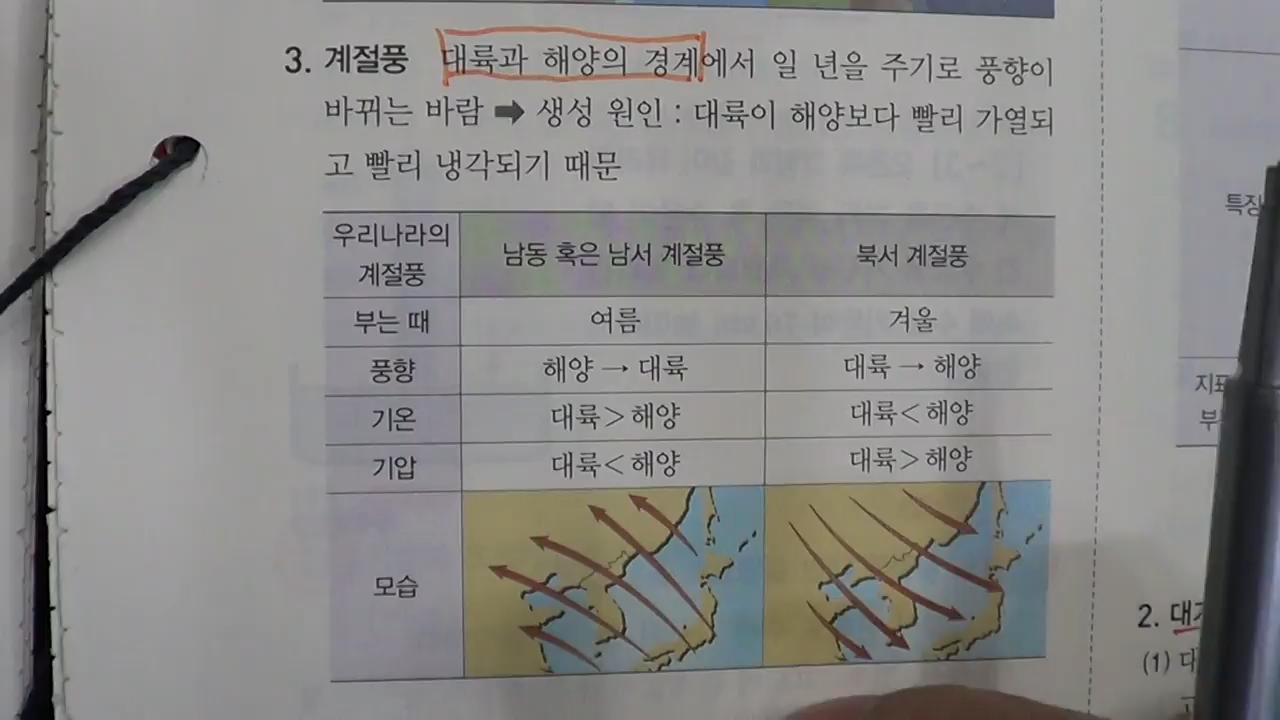 3. 계절풍 대륙과 해양의 경계에서 일 년을 주기로 풍향이
바뀌는 바람 ➡ 생성 원인 : 대륙이 해양보다 빨리 가열되
고 빨리 냉각되기 때문
우리나라의 계절풍 남동 혹은 남서 계절풍 북서 계절풍
부는 때 여름 겨울
풍향 해양 → 대륙 대륙 → 해양
기온 대륙 > 해양 대륙 < 해양
기압 대륙 < 해양 대륙 > 해양
모습
특징
지표
부
2. 대기
(1) 대